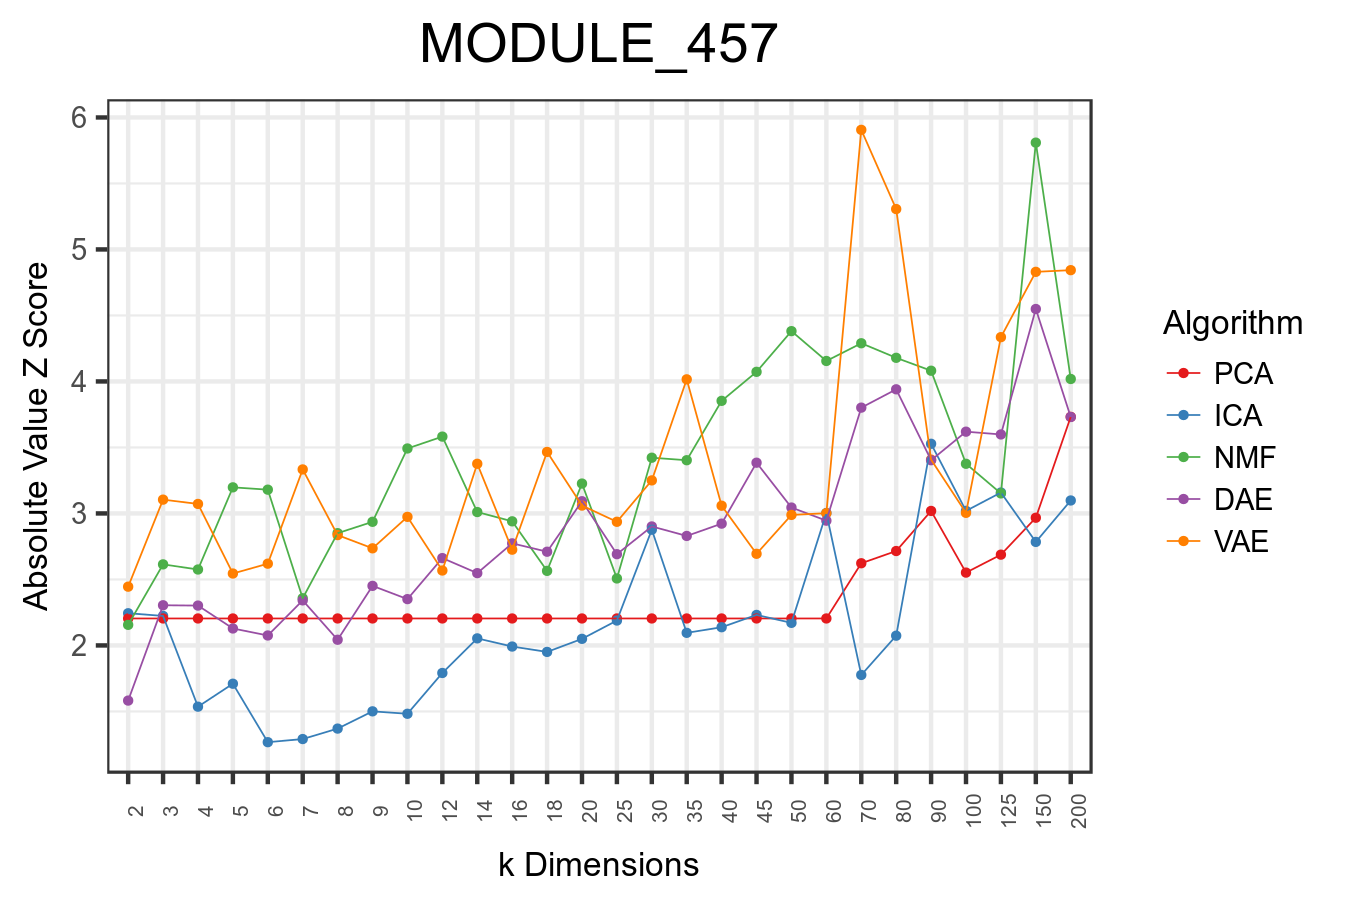 MODULE_457
Absolute Value Z Score
6
5
4
3
2
2 3 4 5 6 7 8 9 10 12 14 16 18 20 25 30 35 40 45 50 60 70 80 90 100 125 150 200
k Dimensions
Algorithm
PCA
ICA
NMF
DAE
VAE